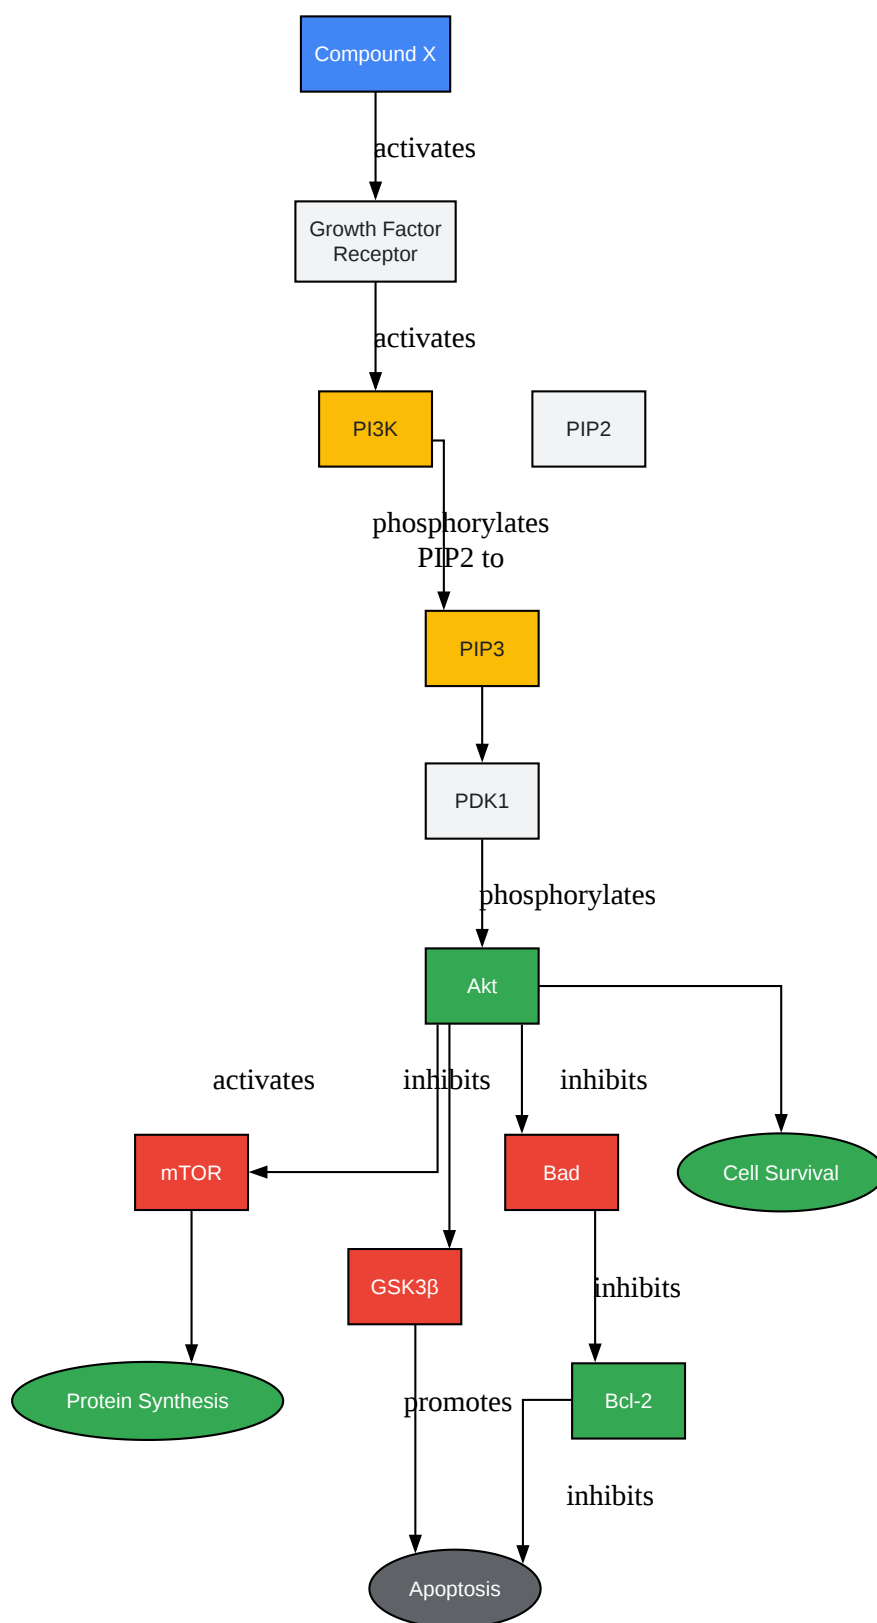 Compound X
activates
Growth Factor
Receptor
activates
PI3K
PIP2
phosphorylates
PIP2 to
PIP3
PDK1
phosphorylates
Akt
activates
inhibits
inhibits
mTOR
Bad
Cell Survival
GSK3β
inhibits
Protein Synthesis
promotes
Bcl-2
inhibits
Apoptosis